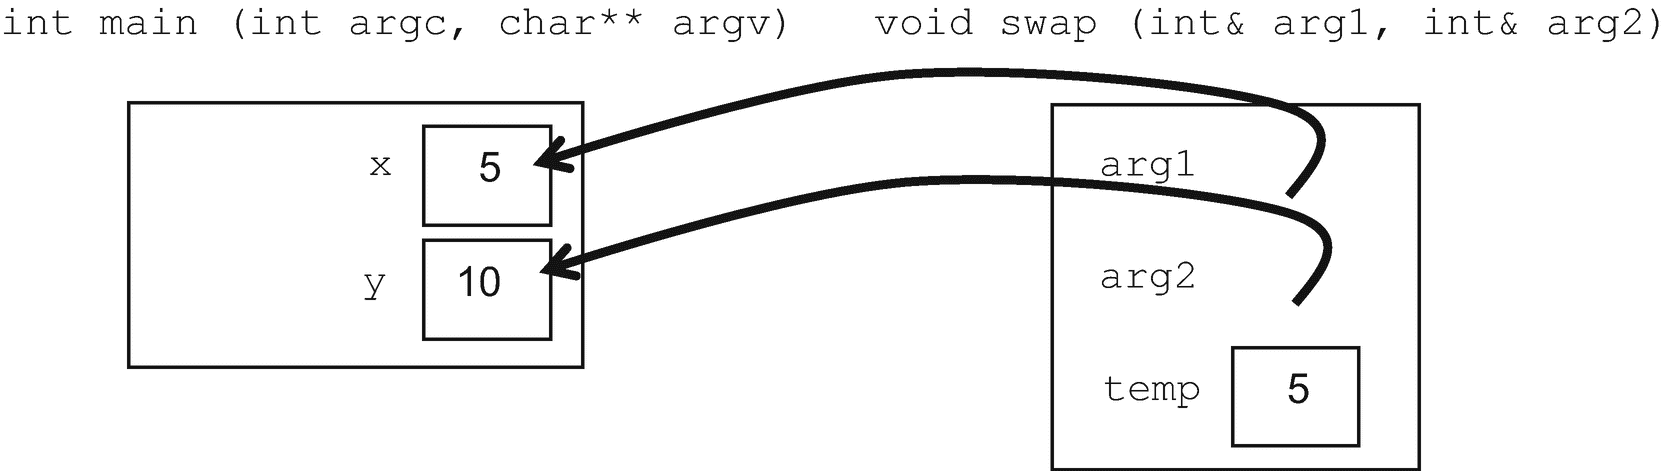 int main (int argc, char** argv)
void swap (int& arg1, int& arg2)
x 5
y 10
arg1
arg2
temp 5